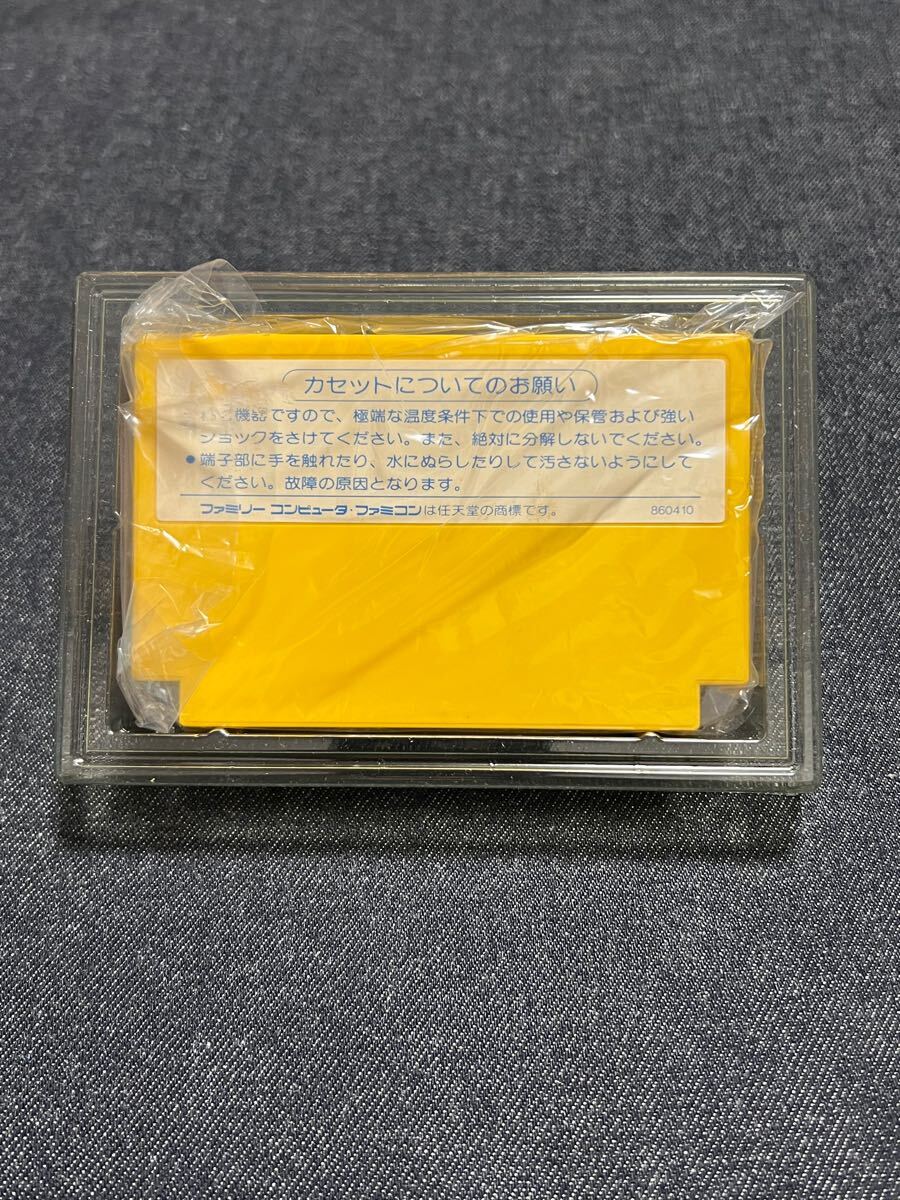 カセットについてのお願い
機器ですので、極端な温度条件下での使用や保管および強い
ショックをさけてください。また、絶対に分解しないでください。
●端子部に手を触れたり、水にぬらしたりして汚さないようにして
ください。故障の原因となります。
ファミリーコンピュータ・ファミコンは任天堂の商標です。 860410